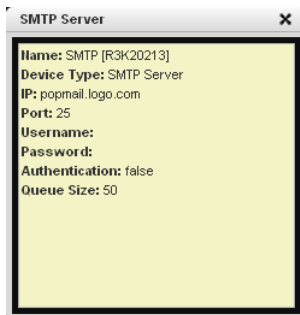 SMTP Server
Name: SMTP [R3K20213]
Device Type: SMTP Server
IP: popmail.logo.com
Port: 25
Username:
Password:
Authentication: false
Queue Size: 50